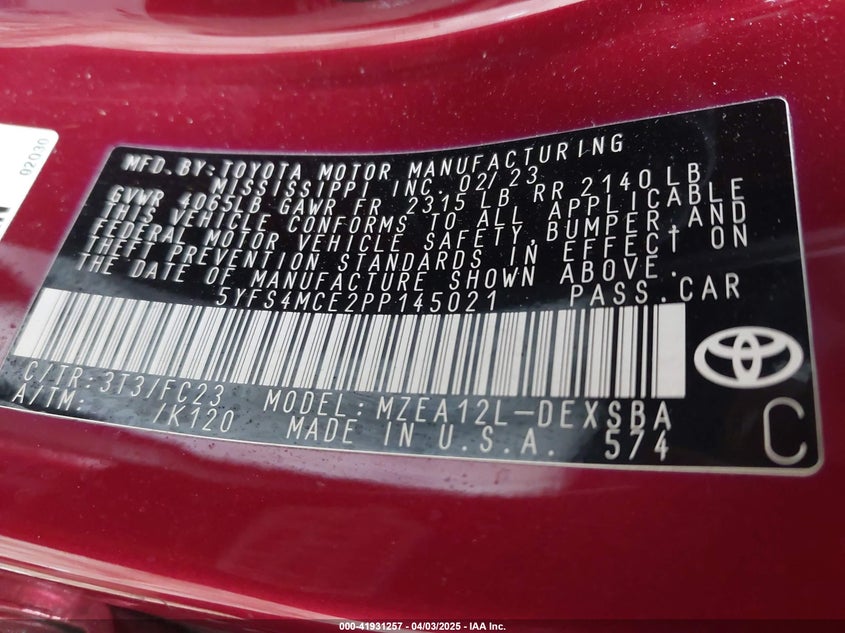 02030
MFD. BY: TOYOTA MOTOR MANUFACTURING
MISSISSIPPI INC. 02/23
GVWR 4065LB GAWR FR 2315 LB RR 2140LB
THIS VEHICLE CONFORMS TO ALL APPLICABLE
FEDERAL MOTOR VEHICLE SAFETY, BUMPER, AND
THEFT PREVENTION STANDARDS IN EFFECT ON
THE DATE OF MANUFACTURE SHOWN ABOVE.
5YFS4MCE2PP145021 PASS. CAR
C/TR: 3T3/FC23 MODEL: MZEA12L-DEXSBA
A/TM: /K120 MADE IN U.S.A. 574
C
000-41931257 | 04/03/2025 - IAA Inc.